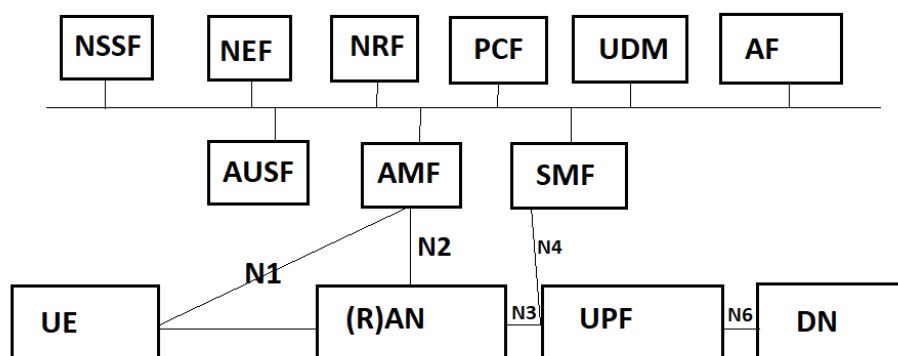 NSSF
NEF
NRF
PCF
UDM
AF
AUSF
AMF
SMF
N1
N2
N4
UE
(R)AN
N3
UPF
N6
DN